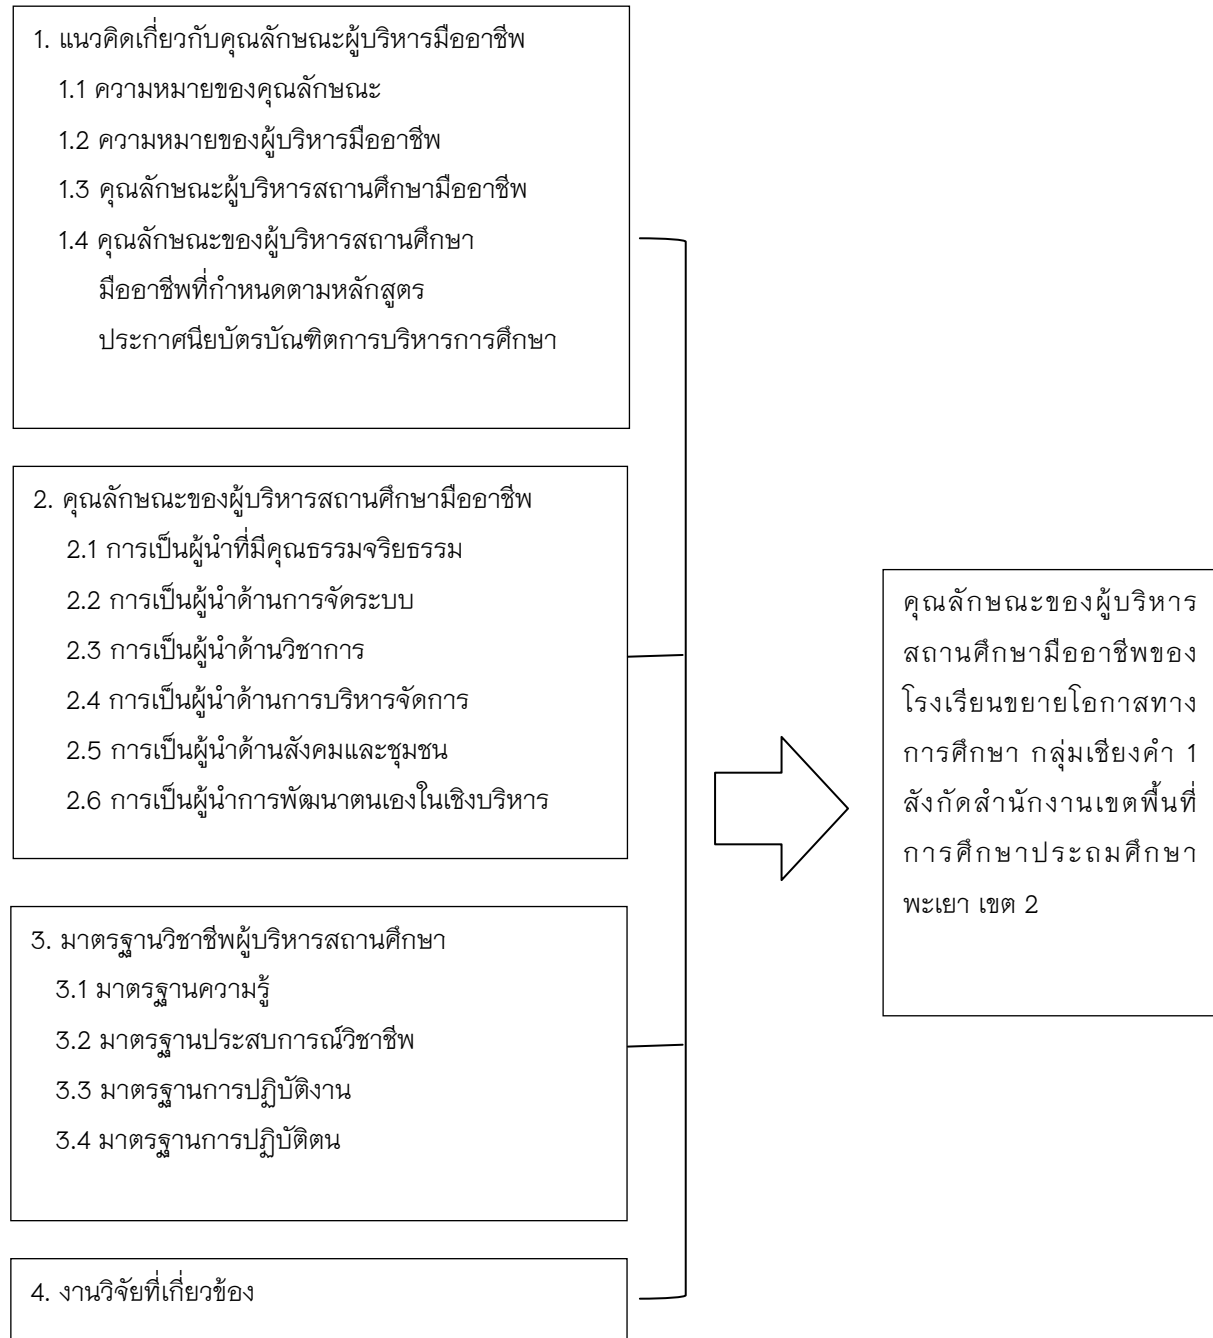 1. แนวคิดเกี่ยวกับคุณลักษณะผู้บริหารมืออาชีพ
1.1 ความหมายของคุณลักษณะ
1.2 ความหมายของผู้บริหารมืออาชีพ
1.3 คุณลักษณะผู้บริหารสถานศึกษามืออาชีพ
1.4 คุณลักษณะของผู้บริหารสถานศึกษา
มืออาชีพที่กำหนดตามหลักสูตร
ประกาศนียบัตรบัณฑิตการบริหารการศึกษา
2. คุณลักษณะของผู้บริหารสถานศึกษามืออาชีพ
2.1 การเป็นผู้นำที่มีคุณธรรมจริยธรรม
2.2 การเป็นผู้นำด้านการจัดระบบ
2.3 การเป็นผู้นำด้านวิชาการ
2.4 การเป็นผู้นำด้านการบริหารจัดการ
2.5 การเป็นผู้นำด้านสังคมและชุมชน
2.6 การเป็นผู้นำการพัฒนาตนเองในเชิงบริหาร
3. มาตรฐานวิชาชีพผู้บริหารสถานศึกษา
3.1 มาตรฐานความรู้
3.2 มาตรฐานประสบการณ์วิชาชีพ
3.3 มาตรฐานการปฏิบัติงาน
3.4 มาตรฐานการปฏิบัติตน
4. งานวิจัยที่เกี่ยวข้อง
คุณลักษณะของผู้บริหาร
สถานศึกษามืออาชีพของ
โรงเรียนขยายโอกาสทาง
การศึกษา กลุ่มเชียงคำ 1
สังกัดสำนักงานเขตพื้นที่
การศึกษาประถมศึกษา
พะเยา เขต 2